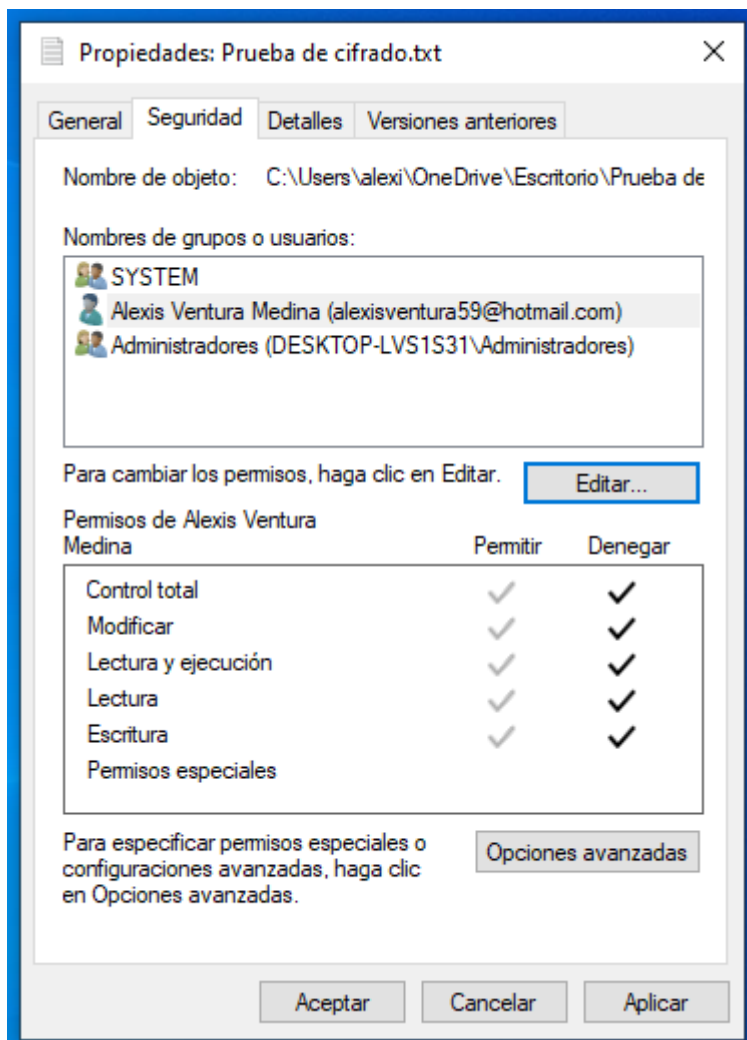 Propiedades: Prueba de cifrado.txt
General Seguridad Detalles Versiones anteriores
Nombre de objeto: C:\Users\alexi\OneDrive\Escritorio\Prueba de
Nombres de grupos o usuarios:
SYSTEM
Alexis Ventura Medina (alexisventura59@hotmail.com)
Administradores (DESKTOP-LVS1S31\Administradores)
Para cambiar los permisos, haga clic en Editar. Editar...
Permisos de Alexis Ventura
Medina Permitir Denegar
Control total
Modificar
Lectura y ejecución
Lectura
Escritura
Permisos especiales
Para especificar permisos especiales o
configuraciones avanzadas, haga clic
en Opciones avanzadas.
Opciones avanzadas
Aceptar Cancelar Aplicar